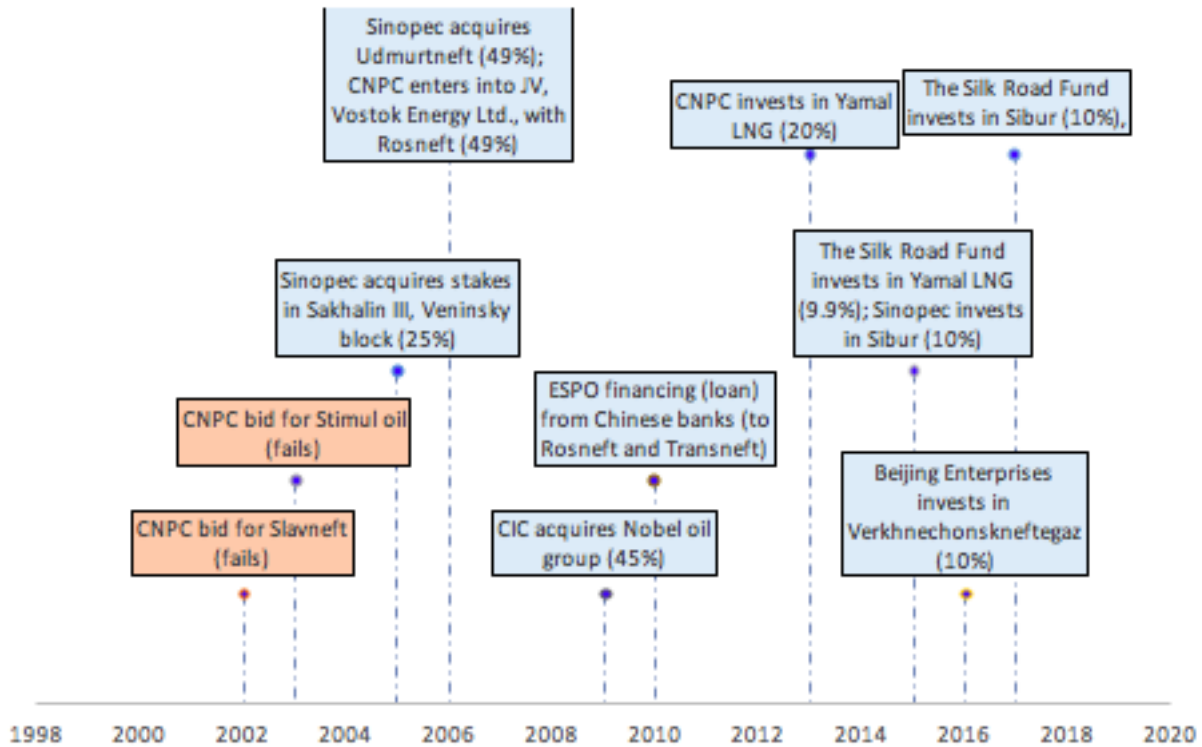 Sinopec acquires
Udmurtneft (49%);
CNPC enters into JV,
Vostok Energy Ltd., with
Rosneft (49%)
CNPC invests in Yamal
LNG (20%)
The Silk Road Fund
invests in Sibur (10%),
Sinopec acquires stakes
in Sakhalin III, Veninsky
block (25%)
The Silk Road Fund
invests in Yamal LNG
(9.9%); Sinopec invests
in Sibur (10%)
CNPC bid for Stimul oil
(fails)
ESPO financing (loan)
from Chinese banks (to
Rosneft and Transneft)
CNPC bid for Slavneft
(fails)
CIC acquires Nobel oil
group (45%)
Beijing Enterprises
invests in
Verkhnechonskneftegaz
(10%)
1998 2000 2002 2004 2006 2008 2010 2012 2014 2016 2018 2020